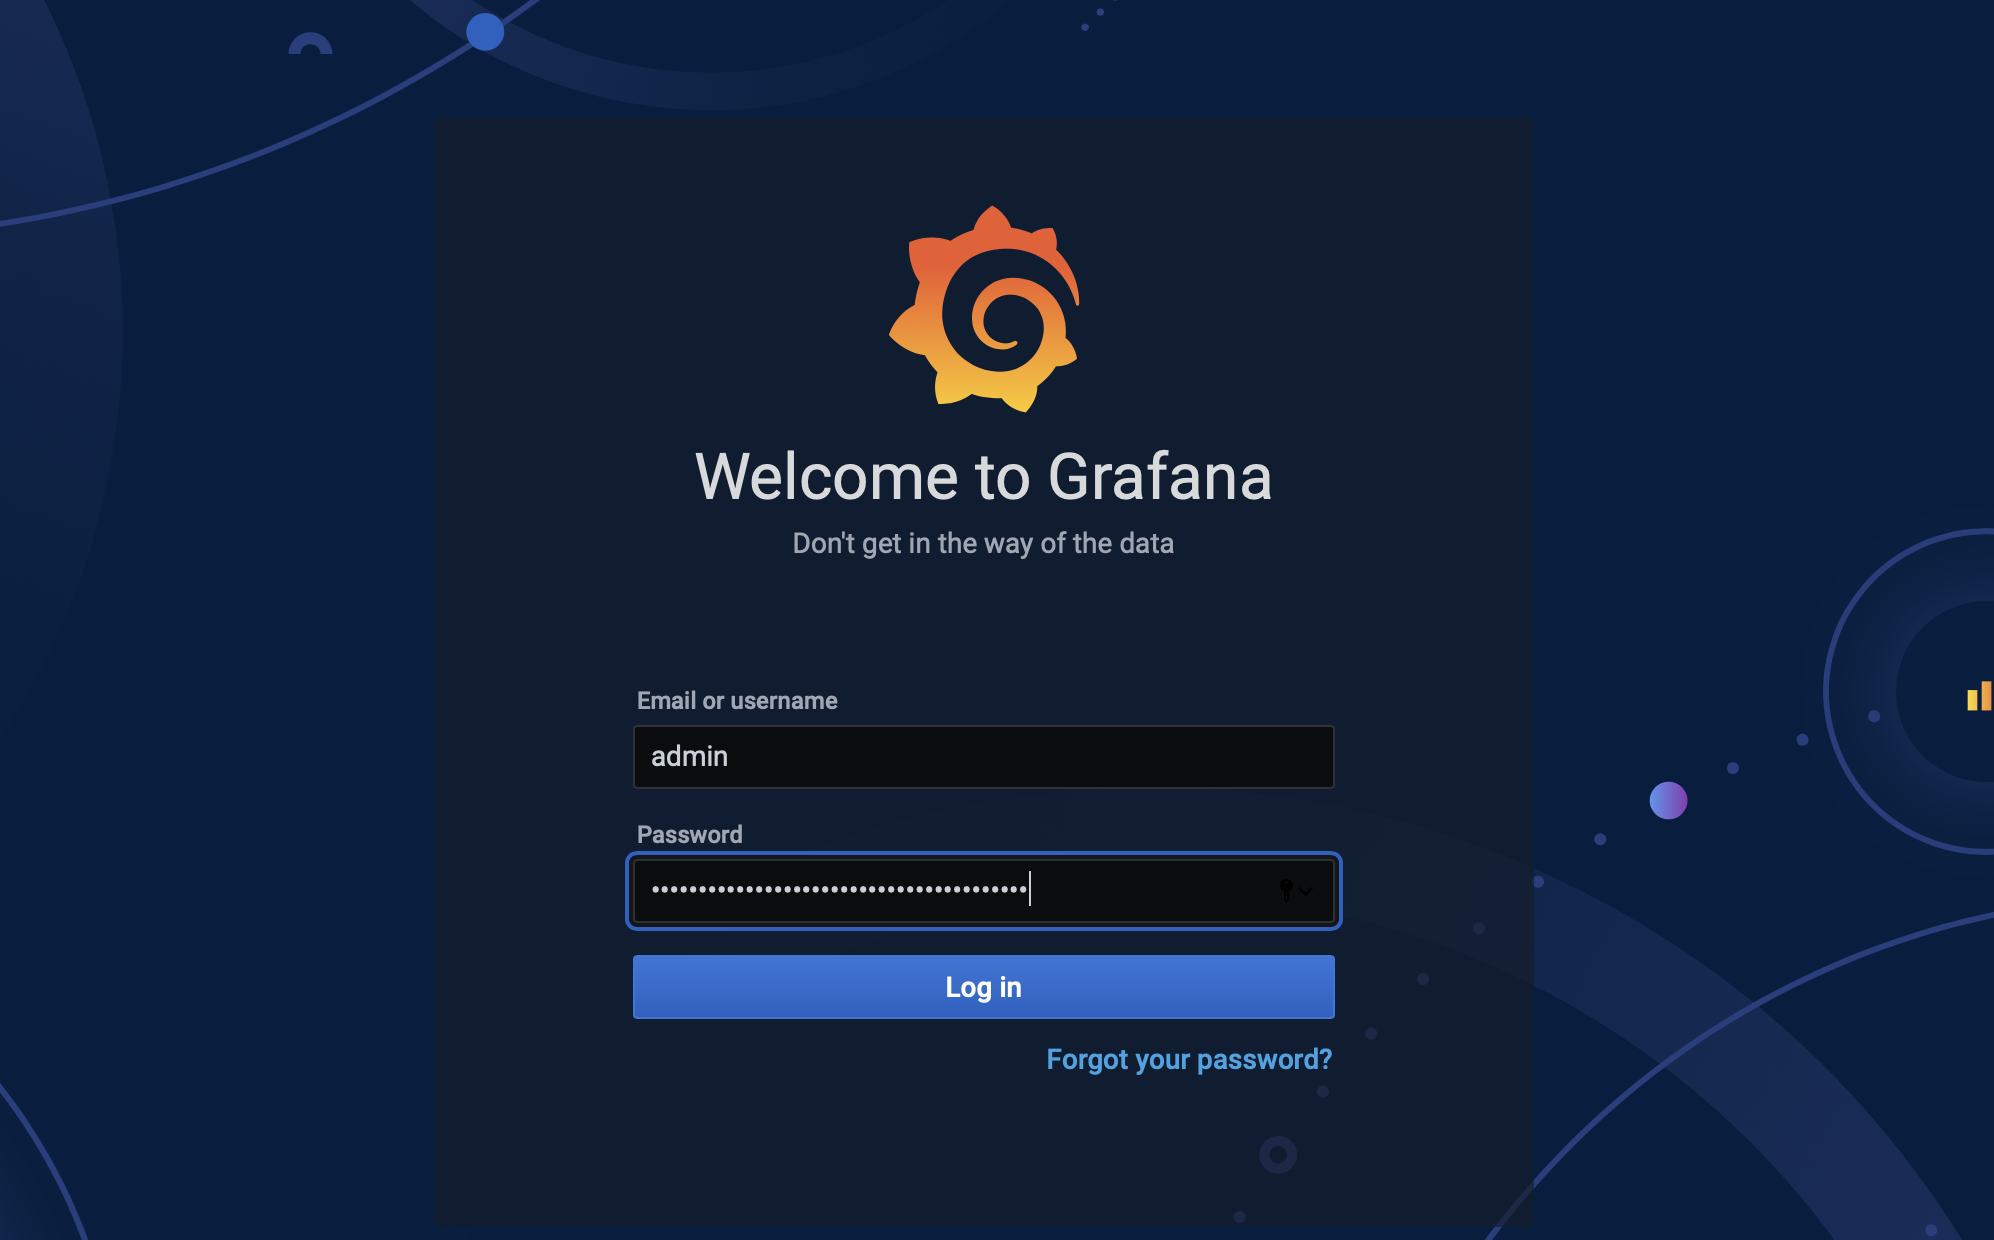 Welcome to Grafana
Don't get in the way of the data
Email or username
admin
Password
••••••••••••••••••••••••••••••••••••••••
Log in
Forgot your password?